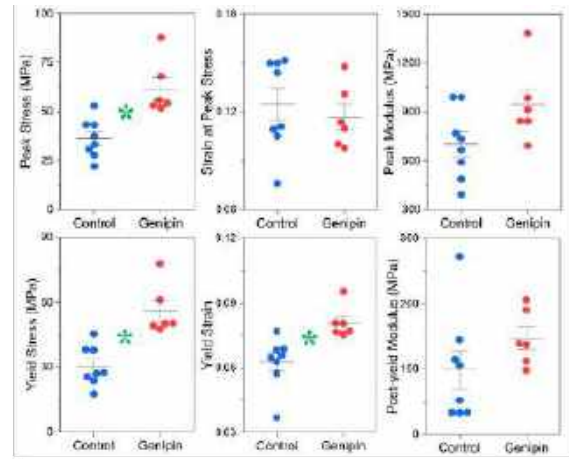 Peak Stress (MPa)
100
75
50
25
0
*
Control Genipin
Strain at Peak Stress
0.18
0.12
0.06
Control Genipin
Peak Modulus (MPa)
1500
1200
900
600
300
Control Genipin
Yield Stress (MPa)
90
60
30
0
*
Control Genipin
Yield Strain
0.12
0.09
0.06
0.03
*
Control Genipin
Post-yield Modulus (MPa)
300
200
100
0
Control Genipin